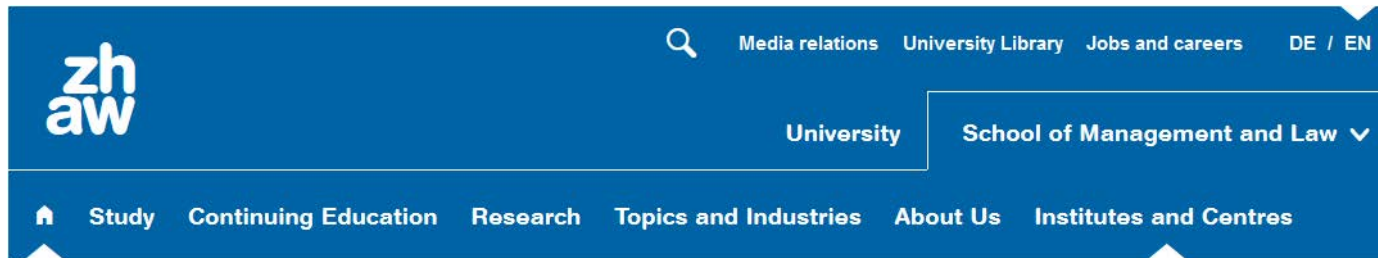 zh
aw
Media relations University Library Jobs and careers DE / EN
University School of Management and Law
Study Continuing Education Research Topics and Industries About Us Institutes and Centres